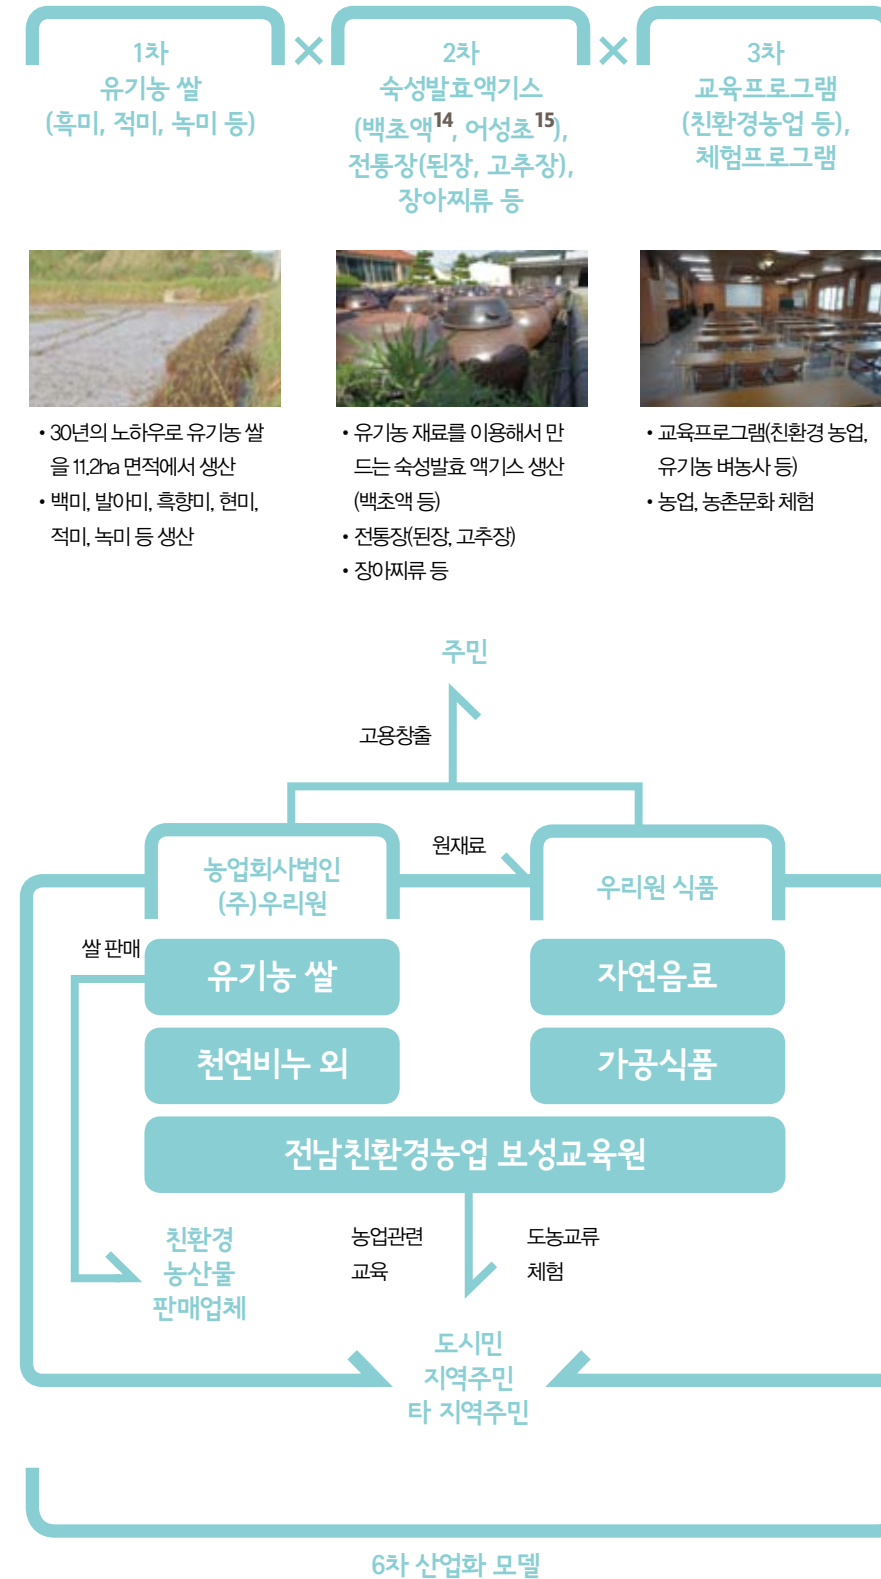 1차
유기농 쌀
(흑미, 적미, 녹미 등)
×
2차
숙성발효액기스
(백초액14, 어성초15),
전통장(된장, 고추장),
장아찌류 등
×
3차
교육프로그램
(친환경농업 등),
체험프로그램
• 30년의 노하우로 유기농 쌀
을 11.2ha 면적에서 생산
• 백미, 발아미, 흑향미, 현미,
적미, 녹미 등 생산
• 유기농 재료를 이용해서 만
드는 숙성발효 액기스 생산
(백초액 등)
• 전통장(된장, 고추장)
• 장아찌류 등
• 교육프로그램(친환경 농업,
유기농 벼농사 등)
• 농업, 농촌문화 체험
주민
고용창출
농업회사법인
(주)우리원
원재료
우리원 식품
쌀 판매
유기농 쌀
자연음료
천연비누 외
가공식품
전남친환경농업 보성교육원
친환경
농산물
판매업체
농업관련
교육
도농교류
체험
도시민
지역주민
타 지역주민
6차 산업화 모델